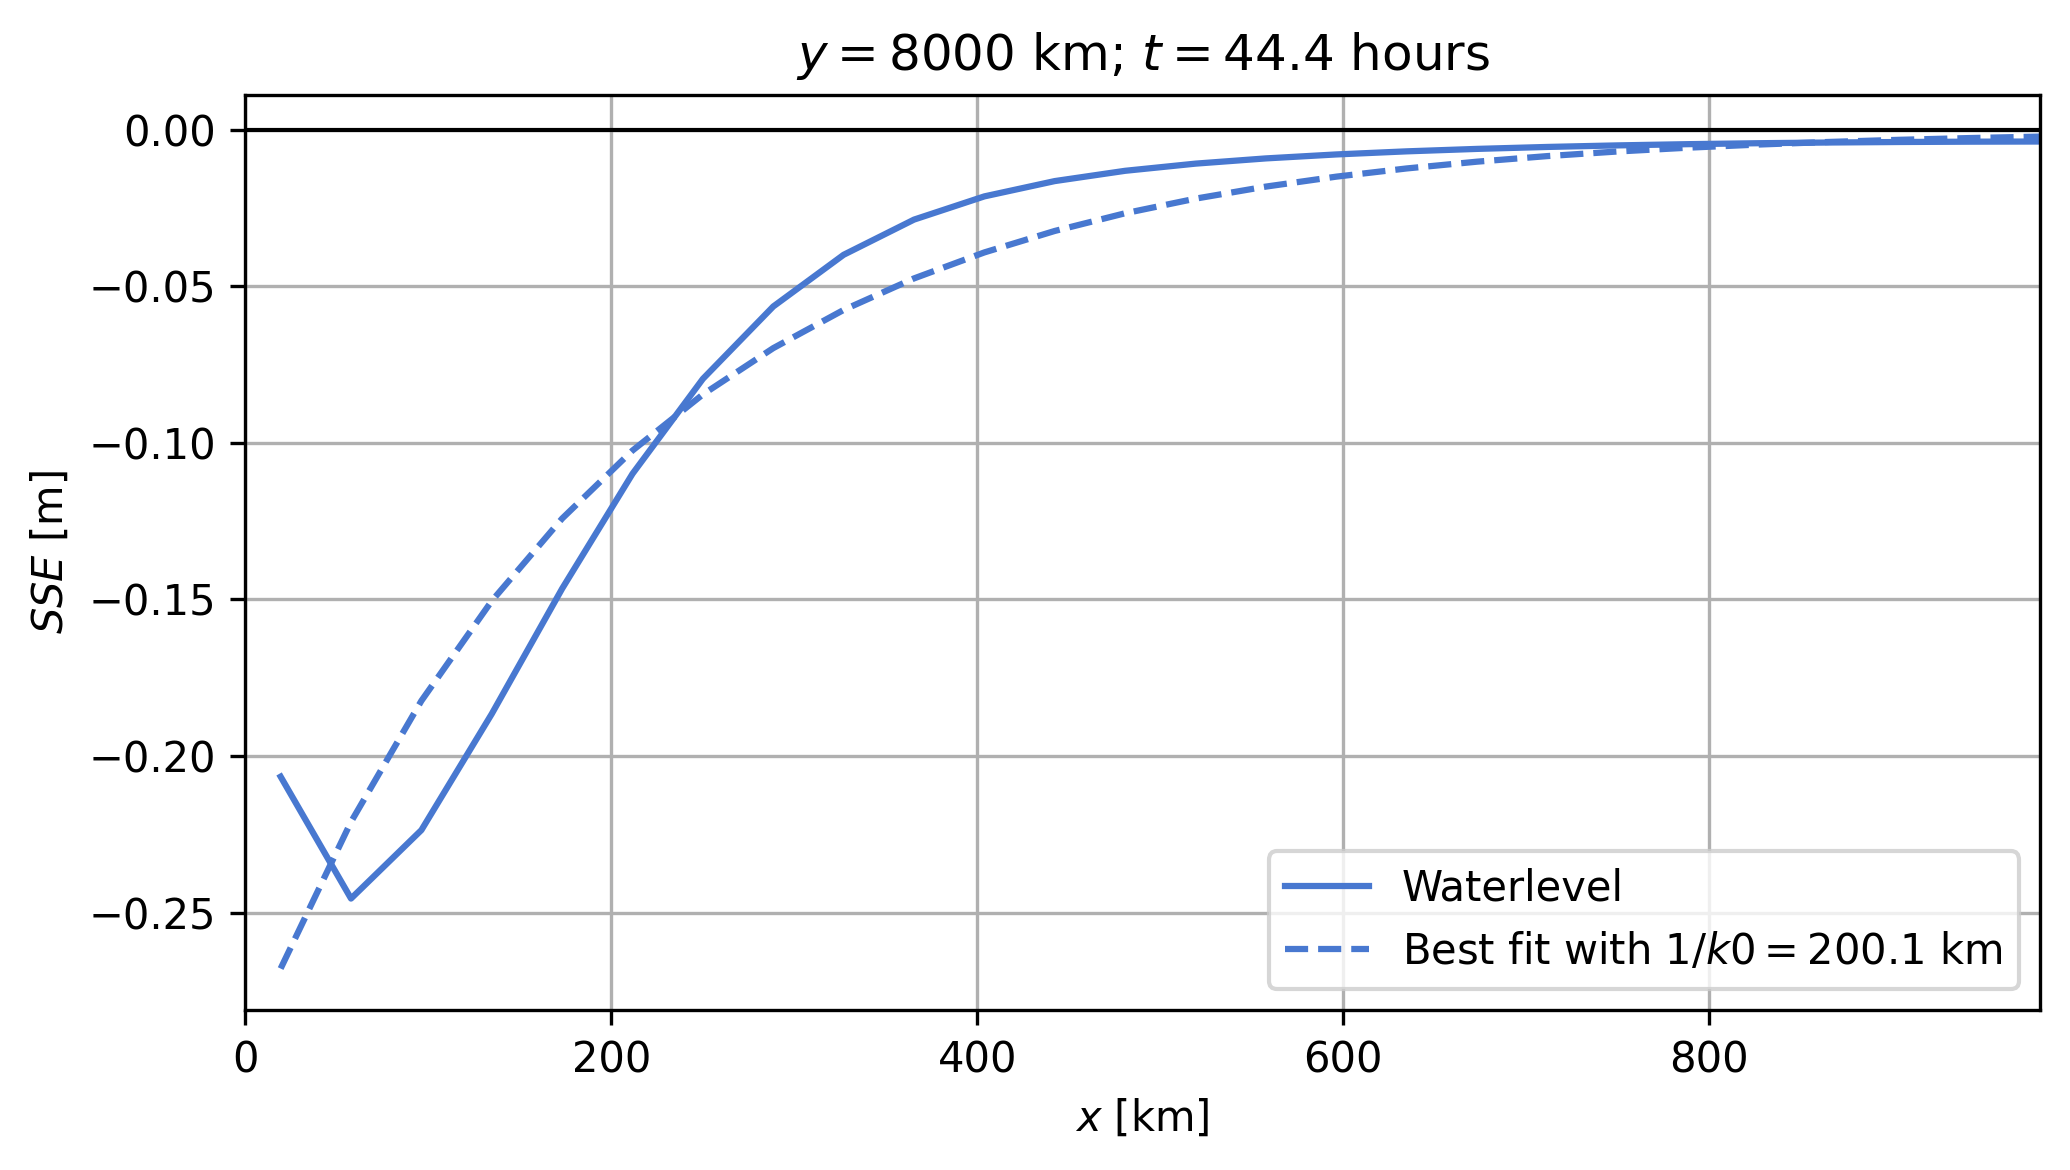 y = 8000 km; t = 44.4 hours
0.00
−0.05
−0.10
−0.15
−0.20
−0.25
SSE [m]
Waterlevel
Best fit with 1/k0 = 200.1 km
0 200 400 600 800
x [km]